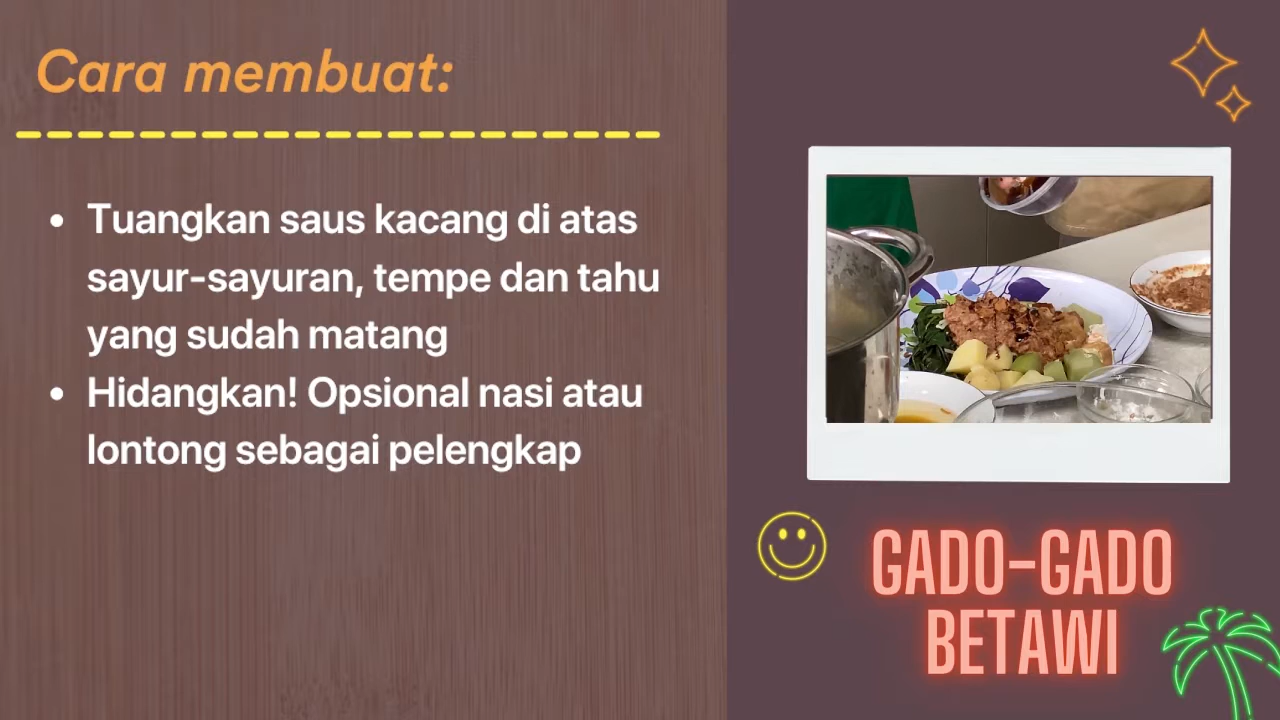 Cara membuat:
• Tuangkan saus kacang di atas
sayur-sayuran, tempe dan tahu
yang sudah matang
• Hidangkan! Opsional nasi atau
lontong sebagai pelengkap
GADO-GADO
BETAWI